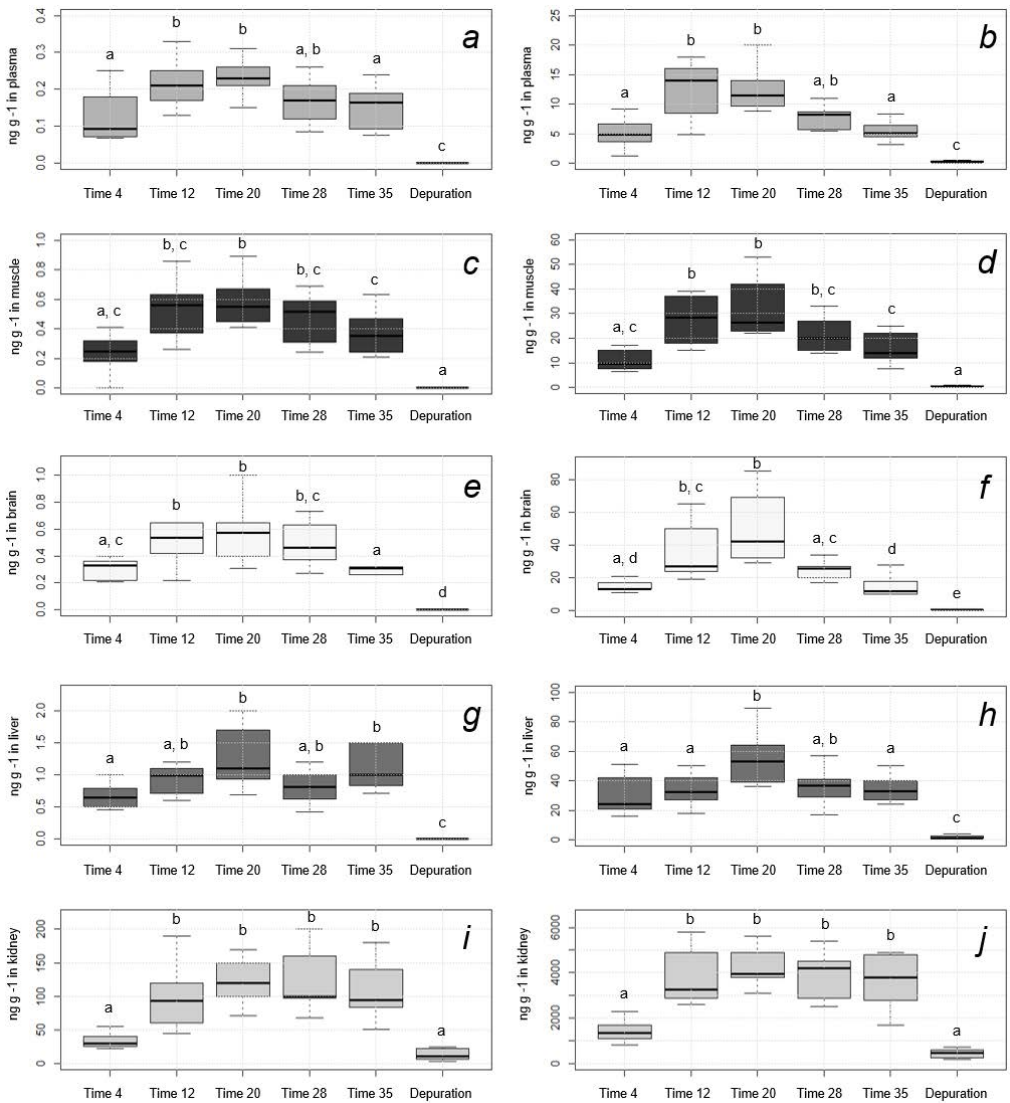 ng g -1 in plasma
0.0 0.1 0.2 0.3 0.4
a b b a, b a c
a
Time 4 Time 12 Time 20 Time 28 Time 35 Depuration
ng g -1 in plasma
0 5 10 15 20 25
a b b a, b a c
b
Time 4 Time 12 Time 20 Time 28 Time 35 Depuration
ng g -1 in muscle
0.0 0.2 0.4 0.6 0.8 1.0
a, c b, c b b, c c a
c
Time 4 Time 12 Time 20 Time 28 Time 35 Depuration
ng g -1 in muscle
0 10 20 30 40 50 60
a, c b b b, c c a
d
Time 4 Time 12 Time 20 Time 28 Time 35 Depuration
ng g -1 in brain
0.0 0.2 0.4 0.6 0.8 1.0
a, c b b b, c a d
e
Time 4 Time 12 Time 20 Time 28 Time 35 Depuration
ng g -1 in brain
0 20 40 60 80
a, d b, c b a, c d e
f
Time 4 Time 12 Time 20 Time 28 Time 35 Depuration
ng g -1 in liver
0.0 0.5 1.0 1.5 2.0
a a, b b a, b b c
g
Time 4 Time 12 Time 20 Time 28 Time 35 Depuration
ng g -1 in liver
0 20 40 60 80 100
a a b a, b a c
h
Time 4 Time 12 Time 20 Time 28 Time 35 Depuration
ng g -1 in kidney
0 50 100 150 200
a b b b b a
i
Time 4 Time 12 Time 20 Time 28 Time 35 Depuration
ng g -1 in kidney
0 2000 4000 6000
a b b b b a
j
Time 4 Time 12 Time 20 Time 28 Time 35 Depuration